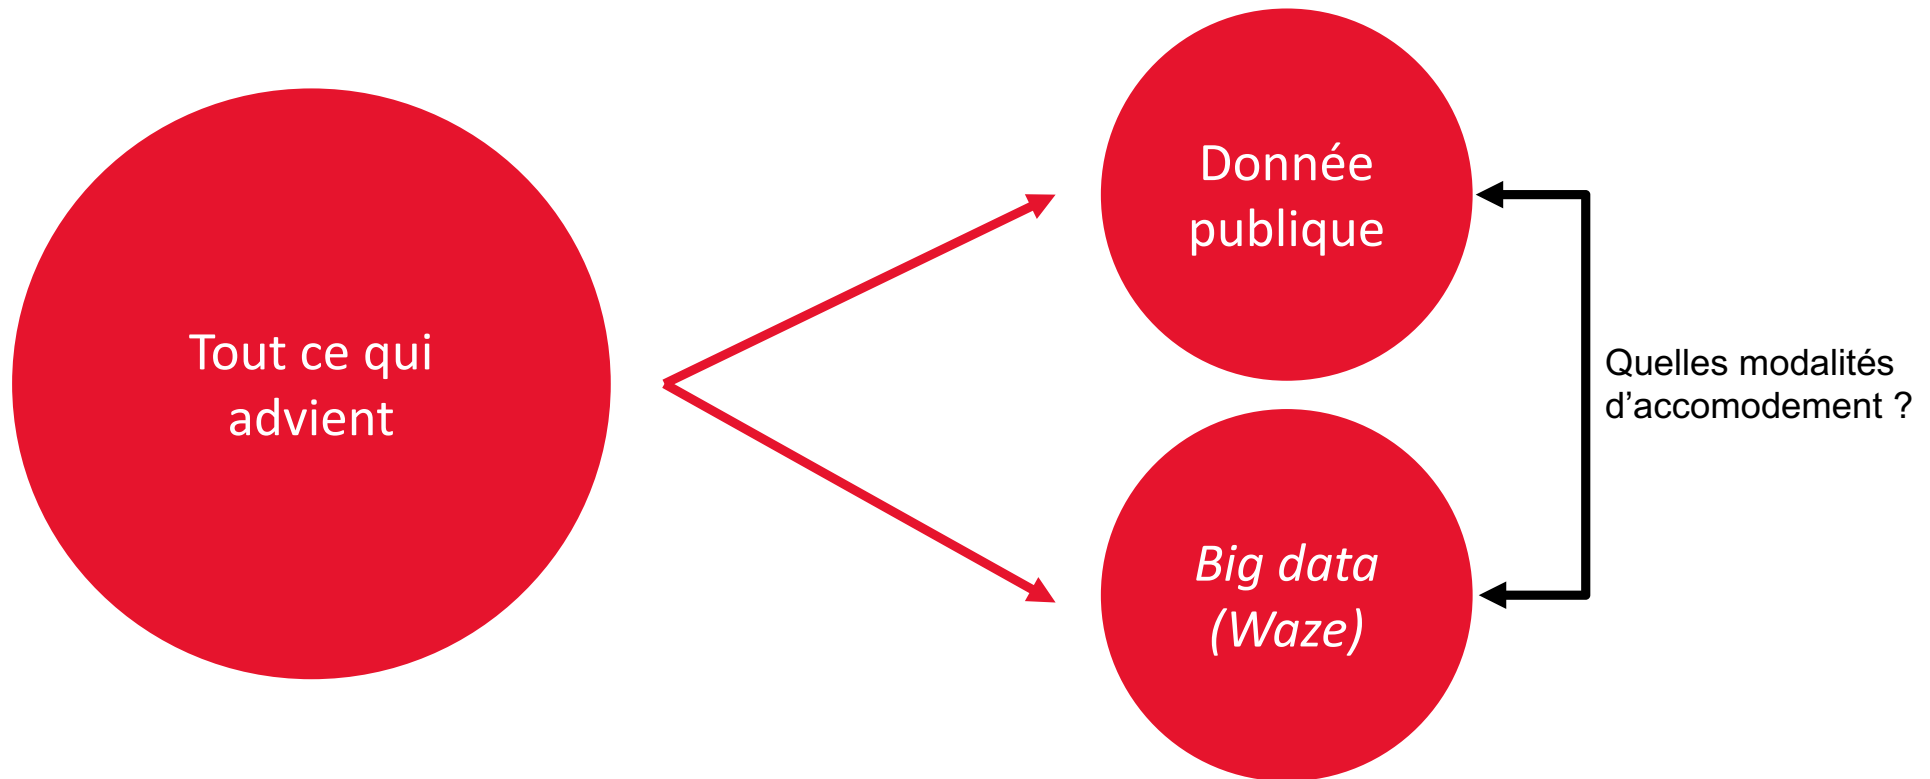 Tout ce qui
advient
Donnée
publique
Big data
(Waze)
Quelles modalités
d’accomodement ?